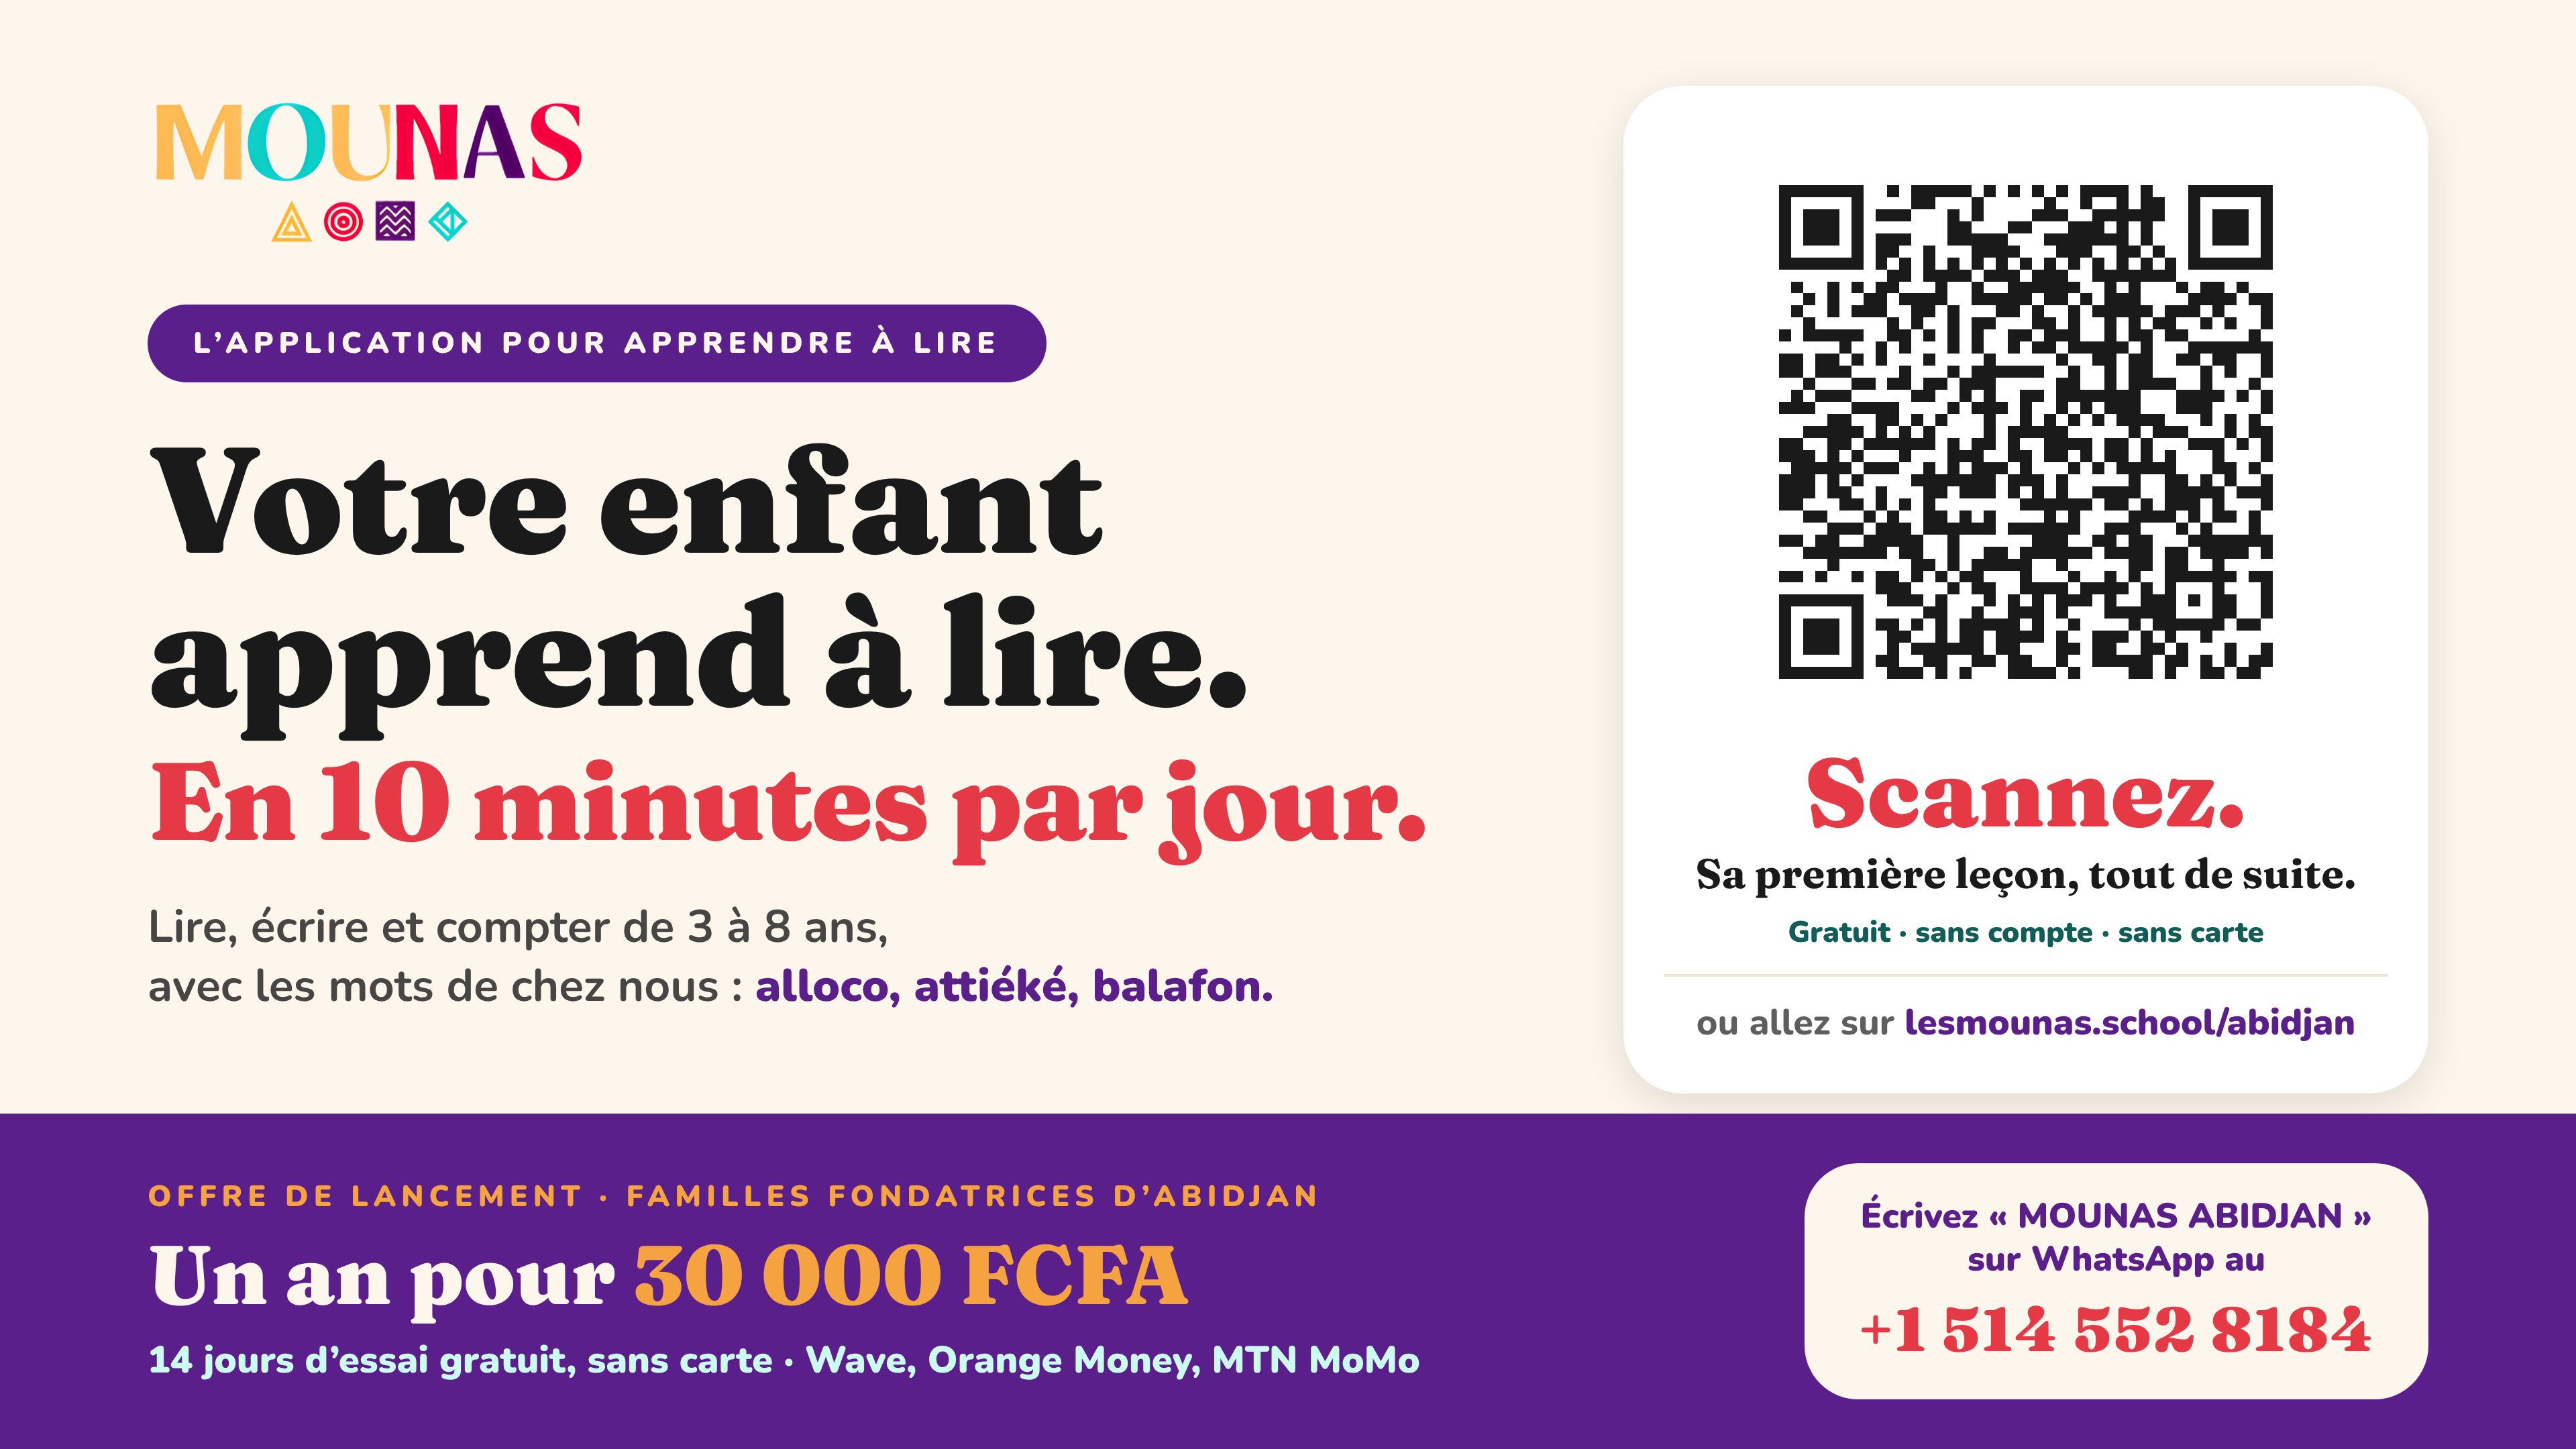 MOUNAS
L’APPLICATION POUR APPRENDRE À LIRE
Votre enfant
apprend à lire.
En 10 minutes par jour.
Lire, écrire et compter de 3 à 8 ans,
avec les mots de chez nous : alloco, attiéké, balafon.
Scannez.
Sa première leçon, tout de suite.
Gratuit · sans compte · sans carte
ou allez sur lesmounas.school/abidjan
OFFRE DE LANCEMENT · FAMILLES FONDATRICES D’ABIDJAN
Un an pour 30 000 FCFA
14 jours d’essai gratuit, sans carte · Wave, Orange Money, MTN MoMo
Écrivez « MOUNAS ABIDJAN »
sur WhatsApp au
+1 514 552 8184